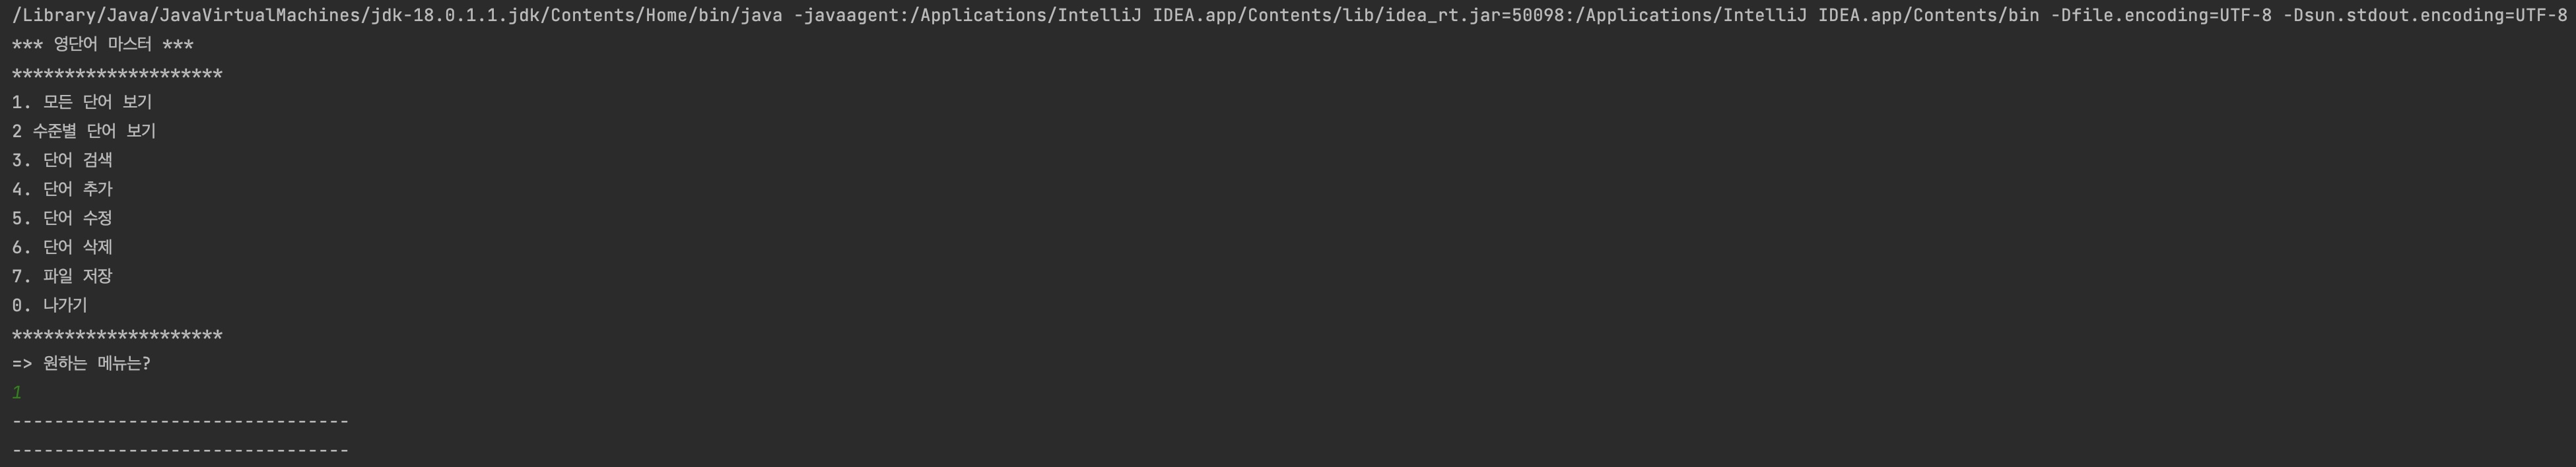 /Library/Java/JavaVirtualMachines/jdk-18.0.1.1.jdk/Contents/Home/bin/java -javaagent:/Applications/IntelliJ IDEA.app/Contents/lib/idea_rt.jar=50098:/Applications/IntelliJ IDEA.app/Contents/bin -Dfile.encoding=UTF-8 -Dsun.stdout.encoding=UTF-8
*** 영단어 마스터 ***
********************
1. 모든 단어 보기
2 수준별 단어 보기
3. 단어 검색
4. 단어 추가
5. 단어 수정
6. 단어 삭제
7. 파일 저장
0. 나가기
********************
=> 원하는 메뉴는?
1
--------------------------------
--------------------------------